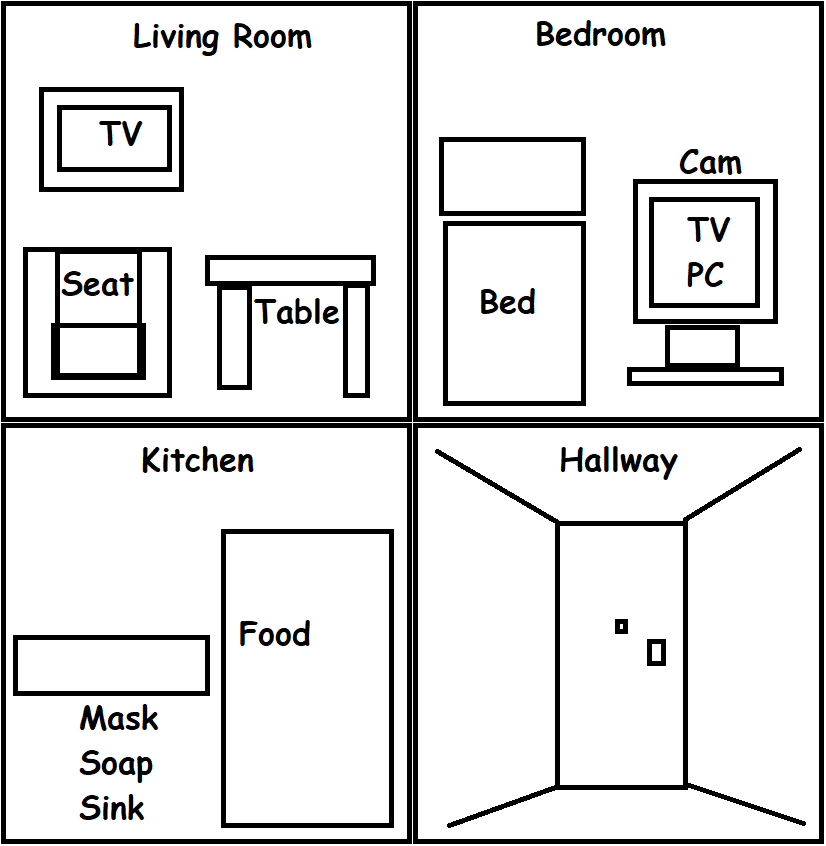 Living Room
TV
Seat
Table
Bedroom
Cam
TV
PC
Bed
Kitchen
Food
Mask
Soap
Sink
Hallway